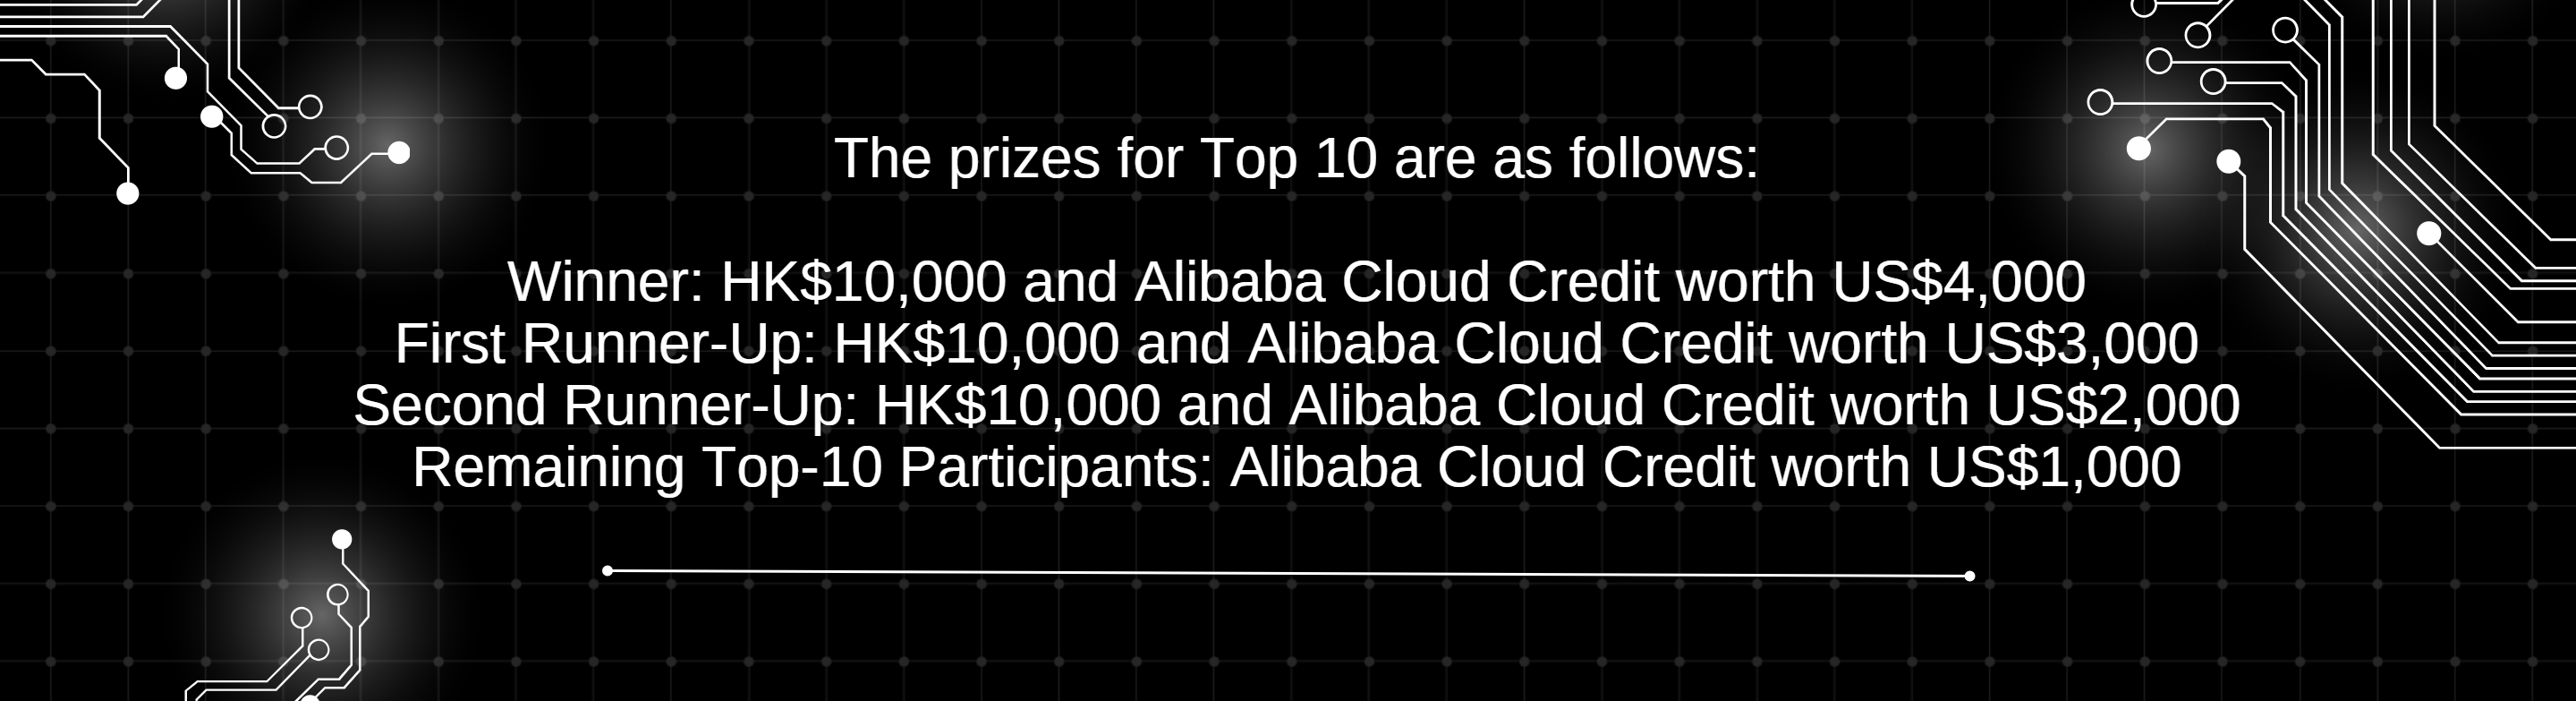 The prizes for Top 10 are as follows:
Winner: HK$10,000 and Alibaba Cloud Credit worth US$4,000
First Runner-Up: HK$10,000 and Alibaba Cloud Credit worth US$3,000
Second Runner-Up: HK$10,000 and Alibaba Cloud Credit worth US$2,000
Remaining Top-10 Participants: Alibaba Cloud Credit worth US$1,000